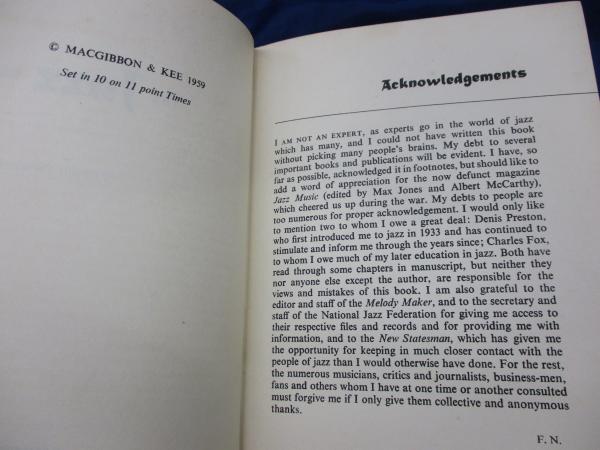 © MACGIBBON & KEE 1959
Set in 10 on 11 point Times
Acknowledgements
I AM NOT AN EXPERT, as experts go in the world of jazz
which has many, and I could not have written this book
without picking many people's brains. My debt to several
important books and publications will be evident. I have, so
far as possible, acknowledged it in footnotes, but should like to
add a word of appreciation for the now defunct magazine
Jazz Music (edited by Max Jones and Albert McCarthy),
which cheered us up during the war. My debts to people are
too numerous for proper acknowledgement. I would only like
to mention two to whom I owe a great deal: Denis Preston,
who first introduced me to jazz in 1933 and has continued to
stimulate and inform me through the years since; Charles Fox,
to whom I owe much of my later education in jazz. Both have
read through some chapters in manuscript, but neither they
nor anyone else except the author, are responsible for the
views and mistakes of this book. I am also grateful to the
editor and staff of the Melody Maker, and to the secretary and
staff of the National Jazz Federation for giving me access to
their respective files and records and for providing me with
information, and to the New Statesman, which has given me
the opportunity for keeping in much closer contact with the
people of jazz than I would otherwise have done. For the rest,
the numerous musicians, critics and journalists, business-men,
fans and others whom I have at one time or another consulted
must forgive me if I only give them collective and anonymous
thanks.
F. N.